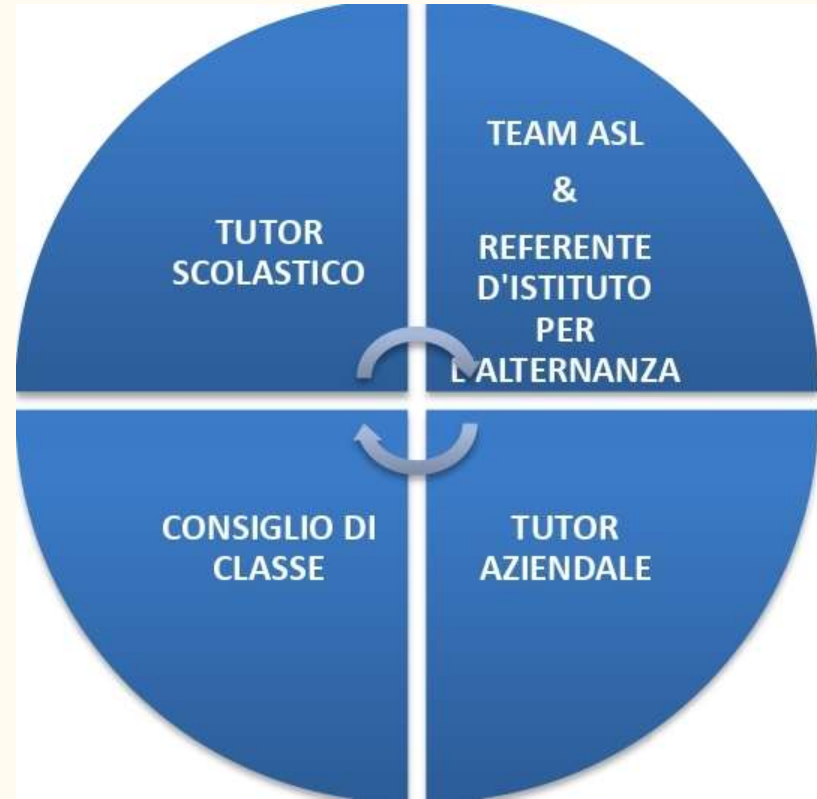 TUTOR
SCOLASTICO
TEAM ASL
&
REFERENTE
D'ISTITUTO
PER
L'ALTERNANZA
CONSIGLIO DI
CLASSE
TUTOR
AZIENDALE